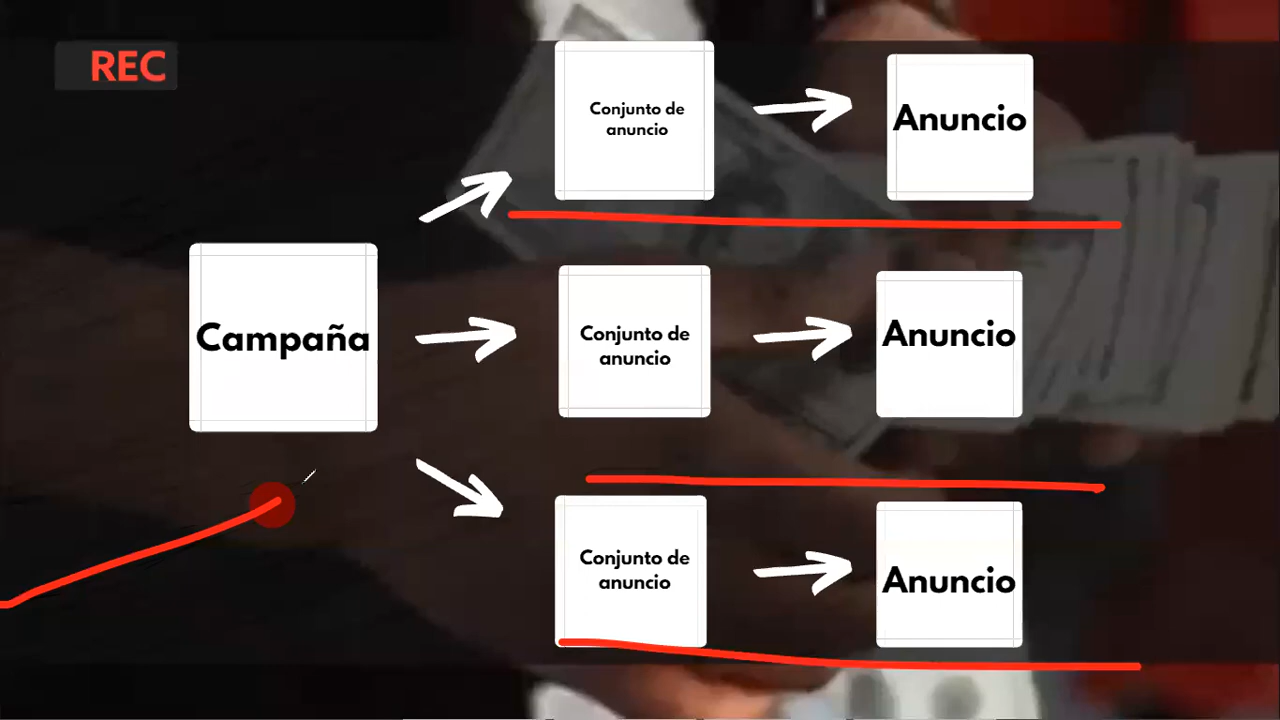 REC
Conjunto de
anuncio
Anuncio
Campaña
Conjunto de
anuncio
Anuncio
Conjunto de
anuncio
Anuncio